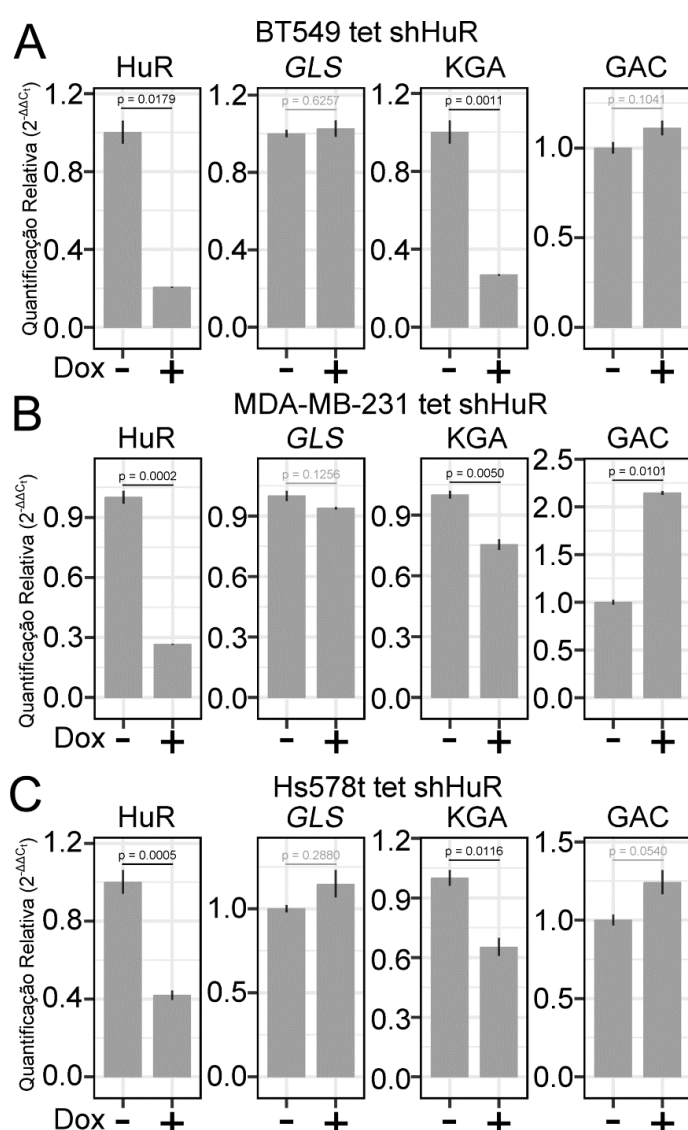 A
BT549 tet shHuR
HuR GLS KGA GAC
Quantificação Relativa (2^-ΔΔCt)
p = 0.0179 p = 0.6257 p = 0.0011 p = 0.1041
1.2 1.2 1.2
1.0
0.8 0.8 0.8
0.5
0.4 0.4 0.4
0.0 0.0 0.0 0.0
Dox - + - + - + - +
B
MDA-MB-231 tet shHuR
HuR GLS KGA GAC
Quantificação Relativa (2^-ΔΔCt)
p = 0.0002 p = 0.1256 p = 0.0050 p = 0.0101
2.5
0.9 0.9 0.9 2.0
0.6 0.6 0.6 1.5
1.0
0.3 0.3 0.3 0.5
0.0 0.0 0.0 0.0
Dox - + - + - + - +
C
Hs578t tet shHuR
HuR GLS KGA GAC
Quantificação Relativa (2^-ΔΔCt)
p = 0.0005 p = 0.2880 p = 0.0116 p = 0.0540
1.2 1.2 1.5
0.8 1.0 0.9 1.0
0.6
0.4 0.5 0.3 0.5
0.0 0.0 0.0 0.0
Dox - + - + - + - +